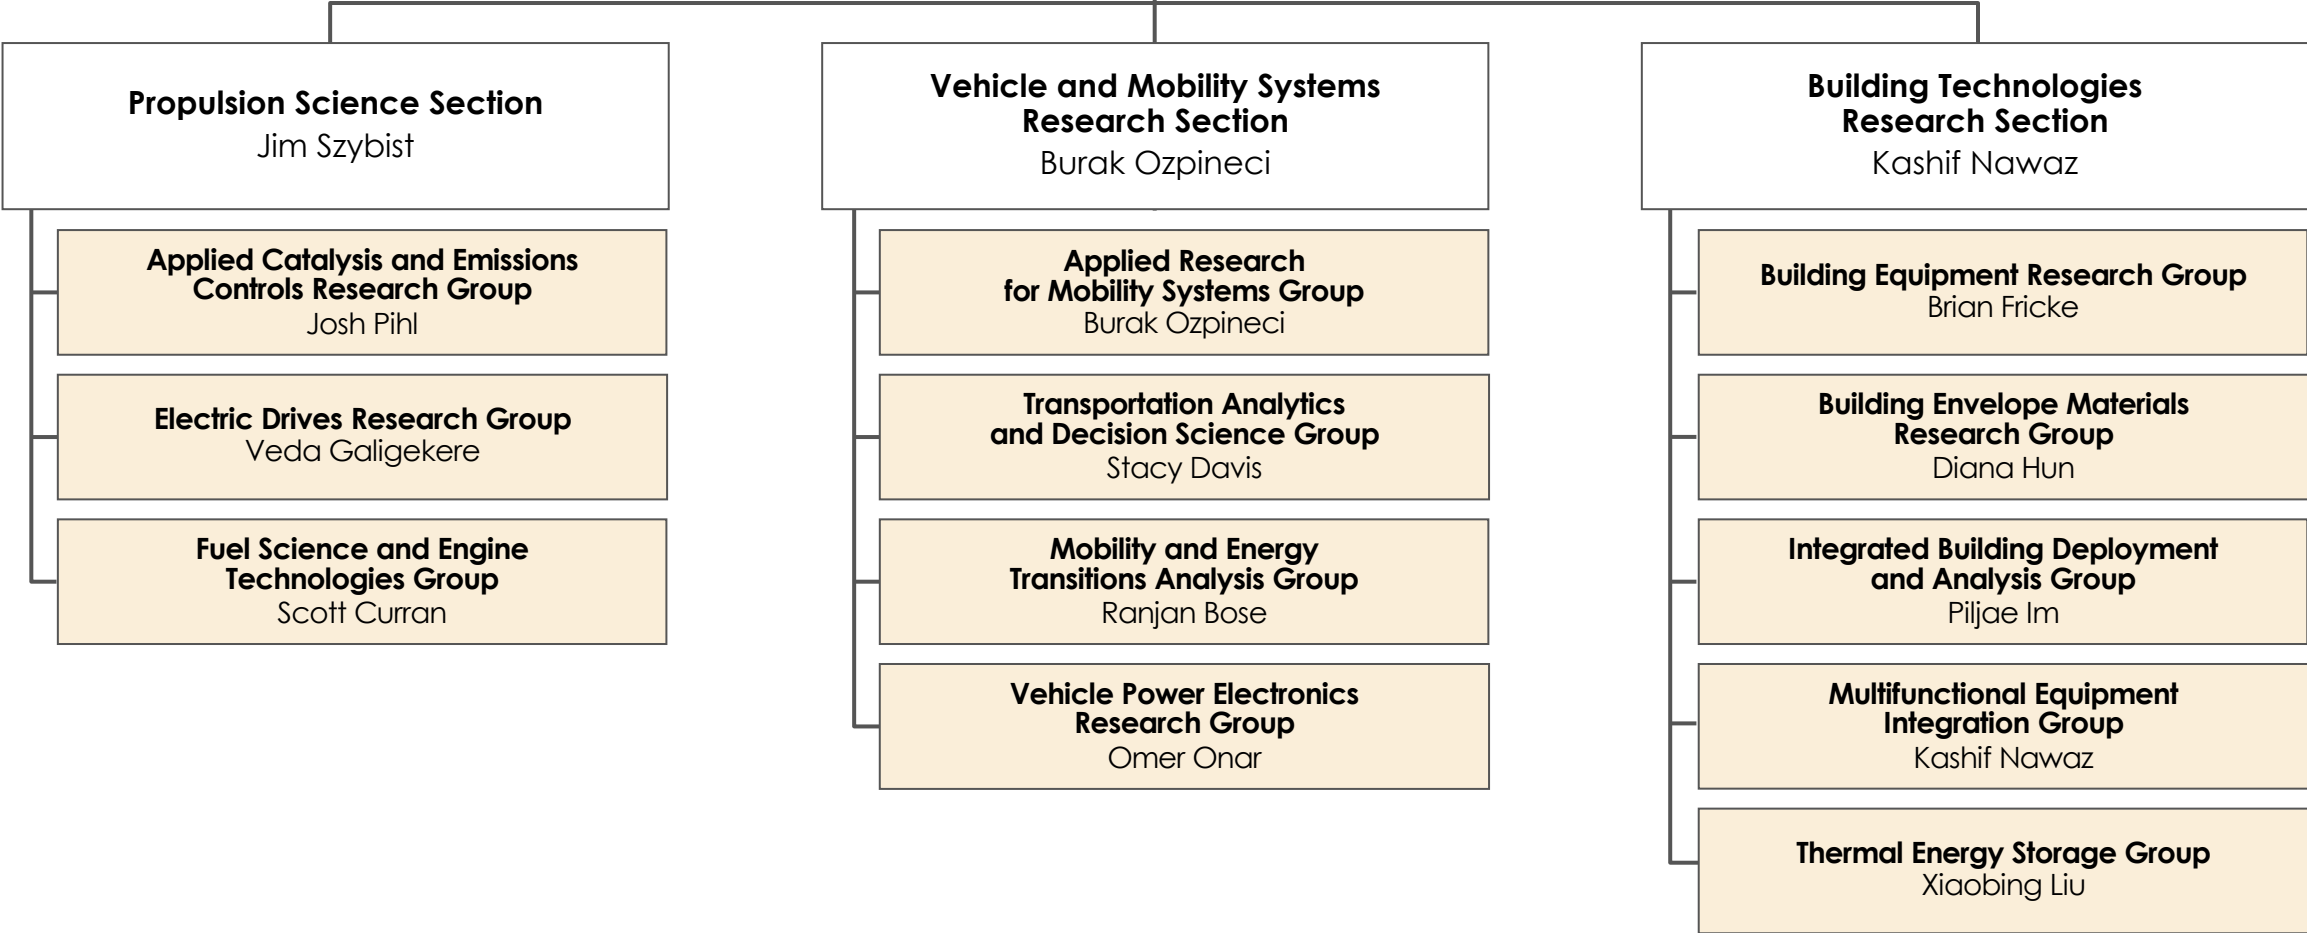 Propulsion Science Section
Jim Szybist
Applied Catalysis and Emissions
Controls Research Group
Josh Pihl
Electric Drives Research Group
Veda Galigekere
Fuel Science and Engine
Technologies Group
Scott Curran
Vehicle and Mobility Systems
Research Section
Burak Ozpineci
Applied Research
for Mobility Systems Group
Burak Ozpineci
Transportation Analytics
and Decision Science Group
Stacy Davis
Mobility and Energy
Transitions Analysis Group
Ranjan Bose
Vehicle Power Electronics
Research Group
Omer Onar
Building Technologies
Research Section
Kashif Nawaz
Building Equipment Research Group
Brian Fricke
Building Envelope Materials
Research Group
Diana Hun
Integrated Building Deployment
and Analysis Group
Piljae Im
Multifunctional Equipment
Integration Group
Kashif Nawaz
Thermal Energy Storage Group
Xiaobing Liu